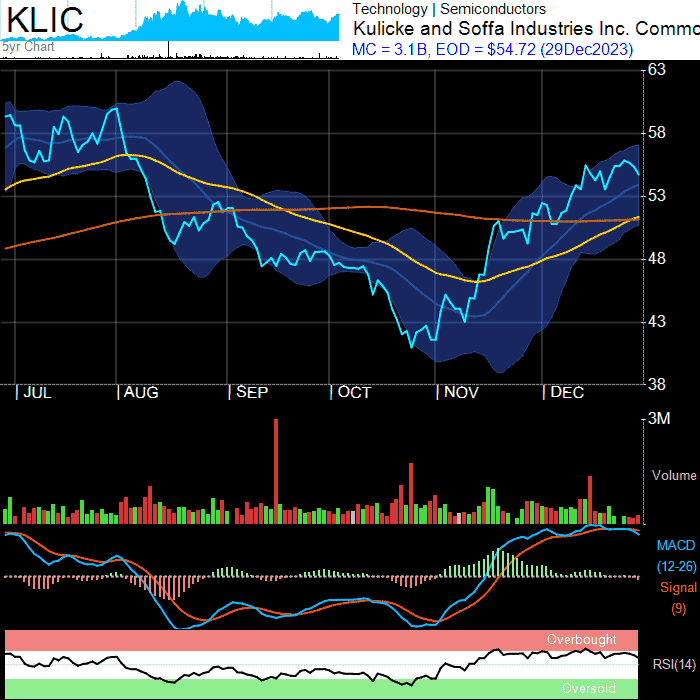 KLIC
5yr Chart
Technology | Semiconductors
Kulicke and Soffa Industries Inc. Commo
MC = 3.1B, EOD = $54.72 (29Dec2023)
63
58
53
48
43
38
JUL AUG SEP OCT NOV DEC
3M
Volume
MACD
(12-26)
Signal
(9)
Overbought
RSI(14)
Oversold